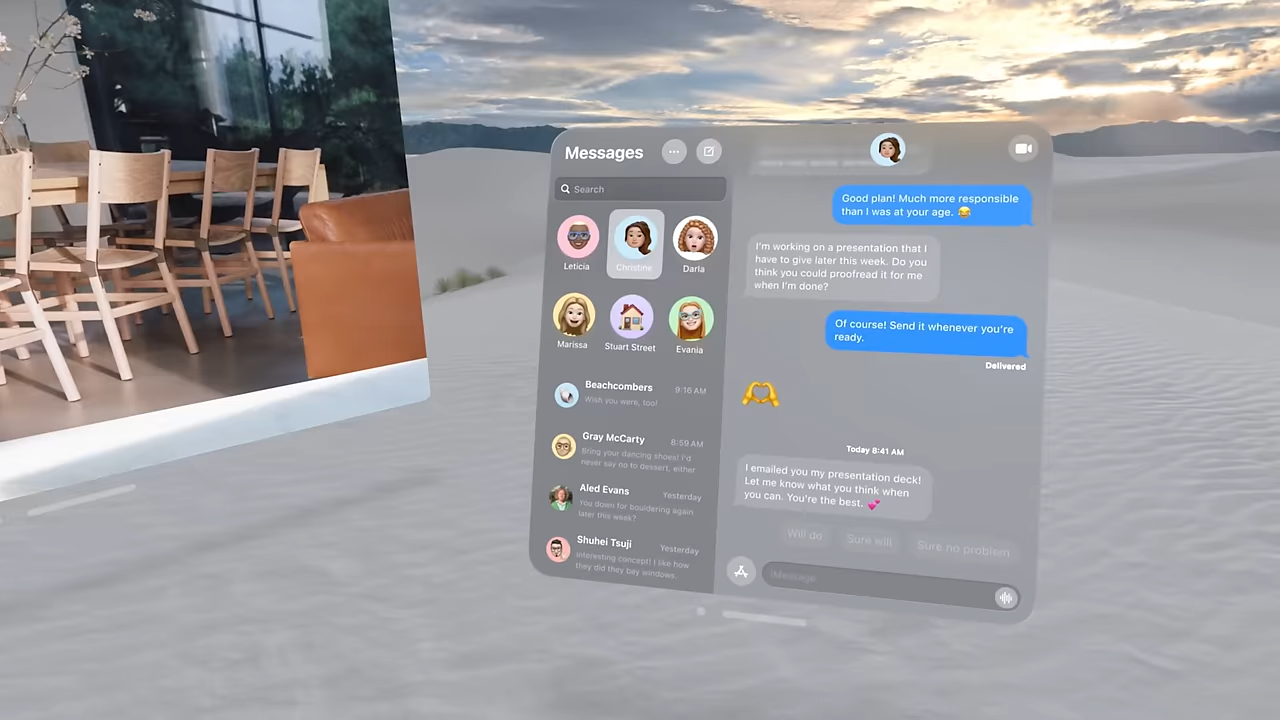 Messages
Search
Leticia
Christine
Darla
Marissa
Stuart Street
Evania
Beachcombers
9:16 AM
Wish you were, too!
Gray McCarty
8:59 AM
Bring your dancing shoes! I'd
never say no to dessert, either
Aled Evans
Yesterday
You down for bouldering again
later this week?
Shuhei Tsuji
Yesterday
Interesting concept! I like how
they did they bay windows.
Good plan! Much more responsible
than I was at your age. 😂
I'm working on a presentation that I
have to give later this week. Do you
think you could proofread it for me
when I'm done?
Of course! Send it whenever you're
ready.
Delivered
🫶
Today 8:41 AM
I emailed you my presentation deck!
Let me know what you think when
you can. You're the best. 💕
Will do
Sure will
Sure no problem
iMessage